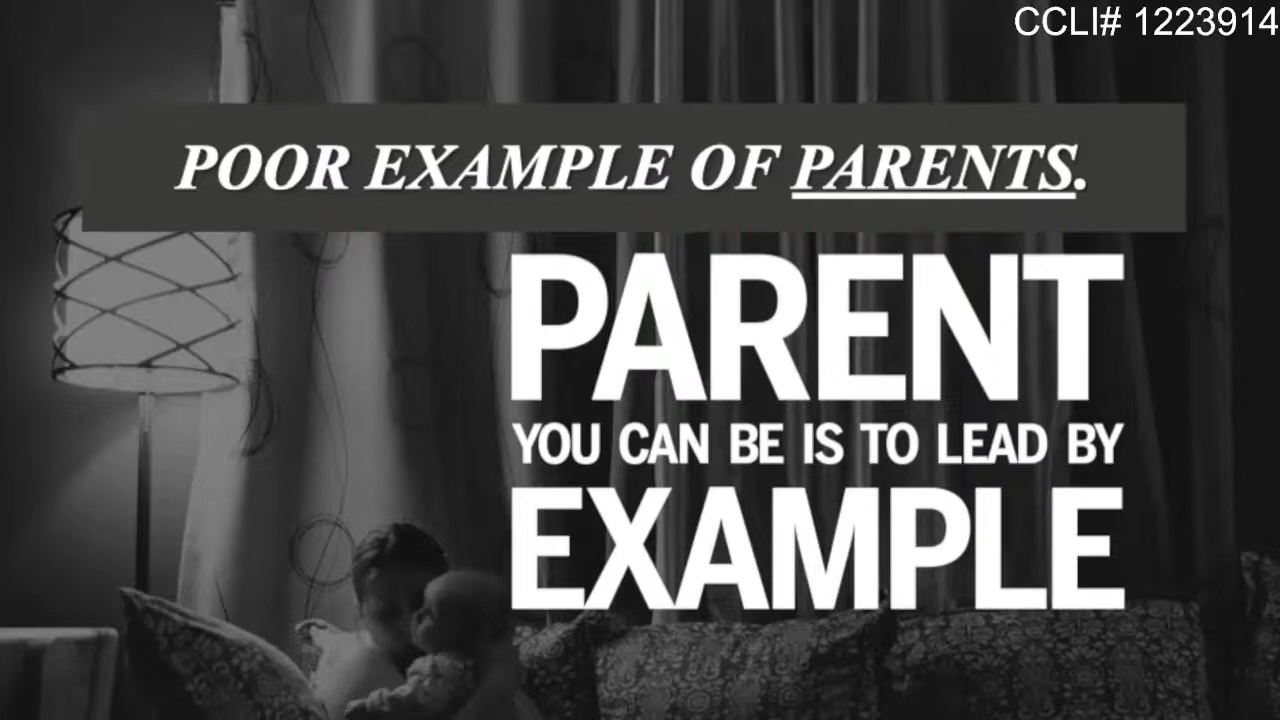 CCLI# 1223914
POOR EXAMPLE OF PARENTS.
PARENT
YOU CAN BE IS TO LEAD BY
EXAMPLE